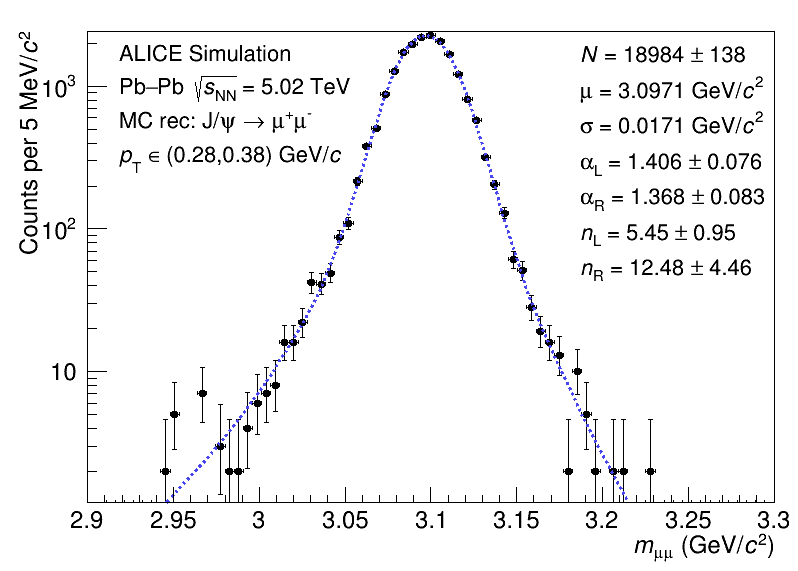 Counts per 5 MeV/c²
ALICE Simulation
Pb–Pb √sNN = 5.02 TeV
MC rec: J/ψ → μ⁺μ⁻
pT ∈ (0.28,0.38) GeV/c
N = 18984 ± 138
μ = 3.0971 GeV/c²
σ = 0.0171 GeV/c²
αL = 1.406 ± 0.076
αR = 1.368 ± 0.083
nL = 5.45 ± 0.95
nR = 12.48 ± 4.46
10³
10²
10
2.9 2.95 3 3.05 3.1 3.15 3.2 3.25 3.3
mμμ (GeV/c²)